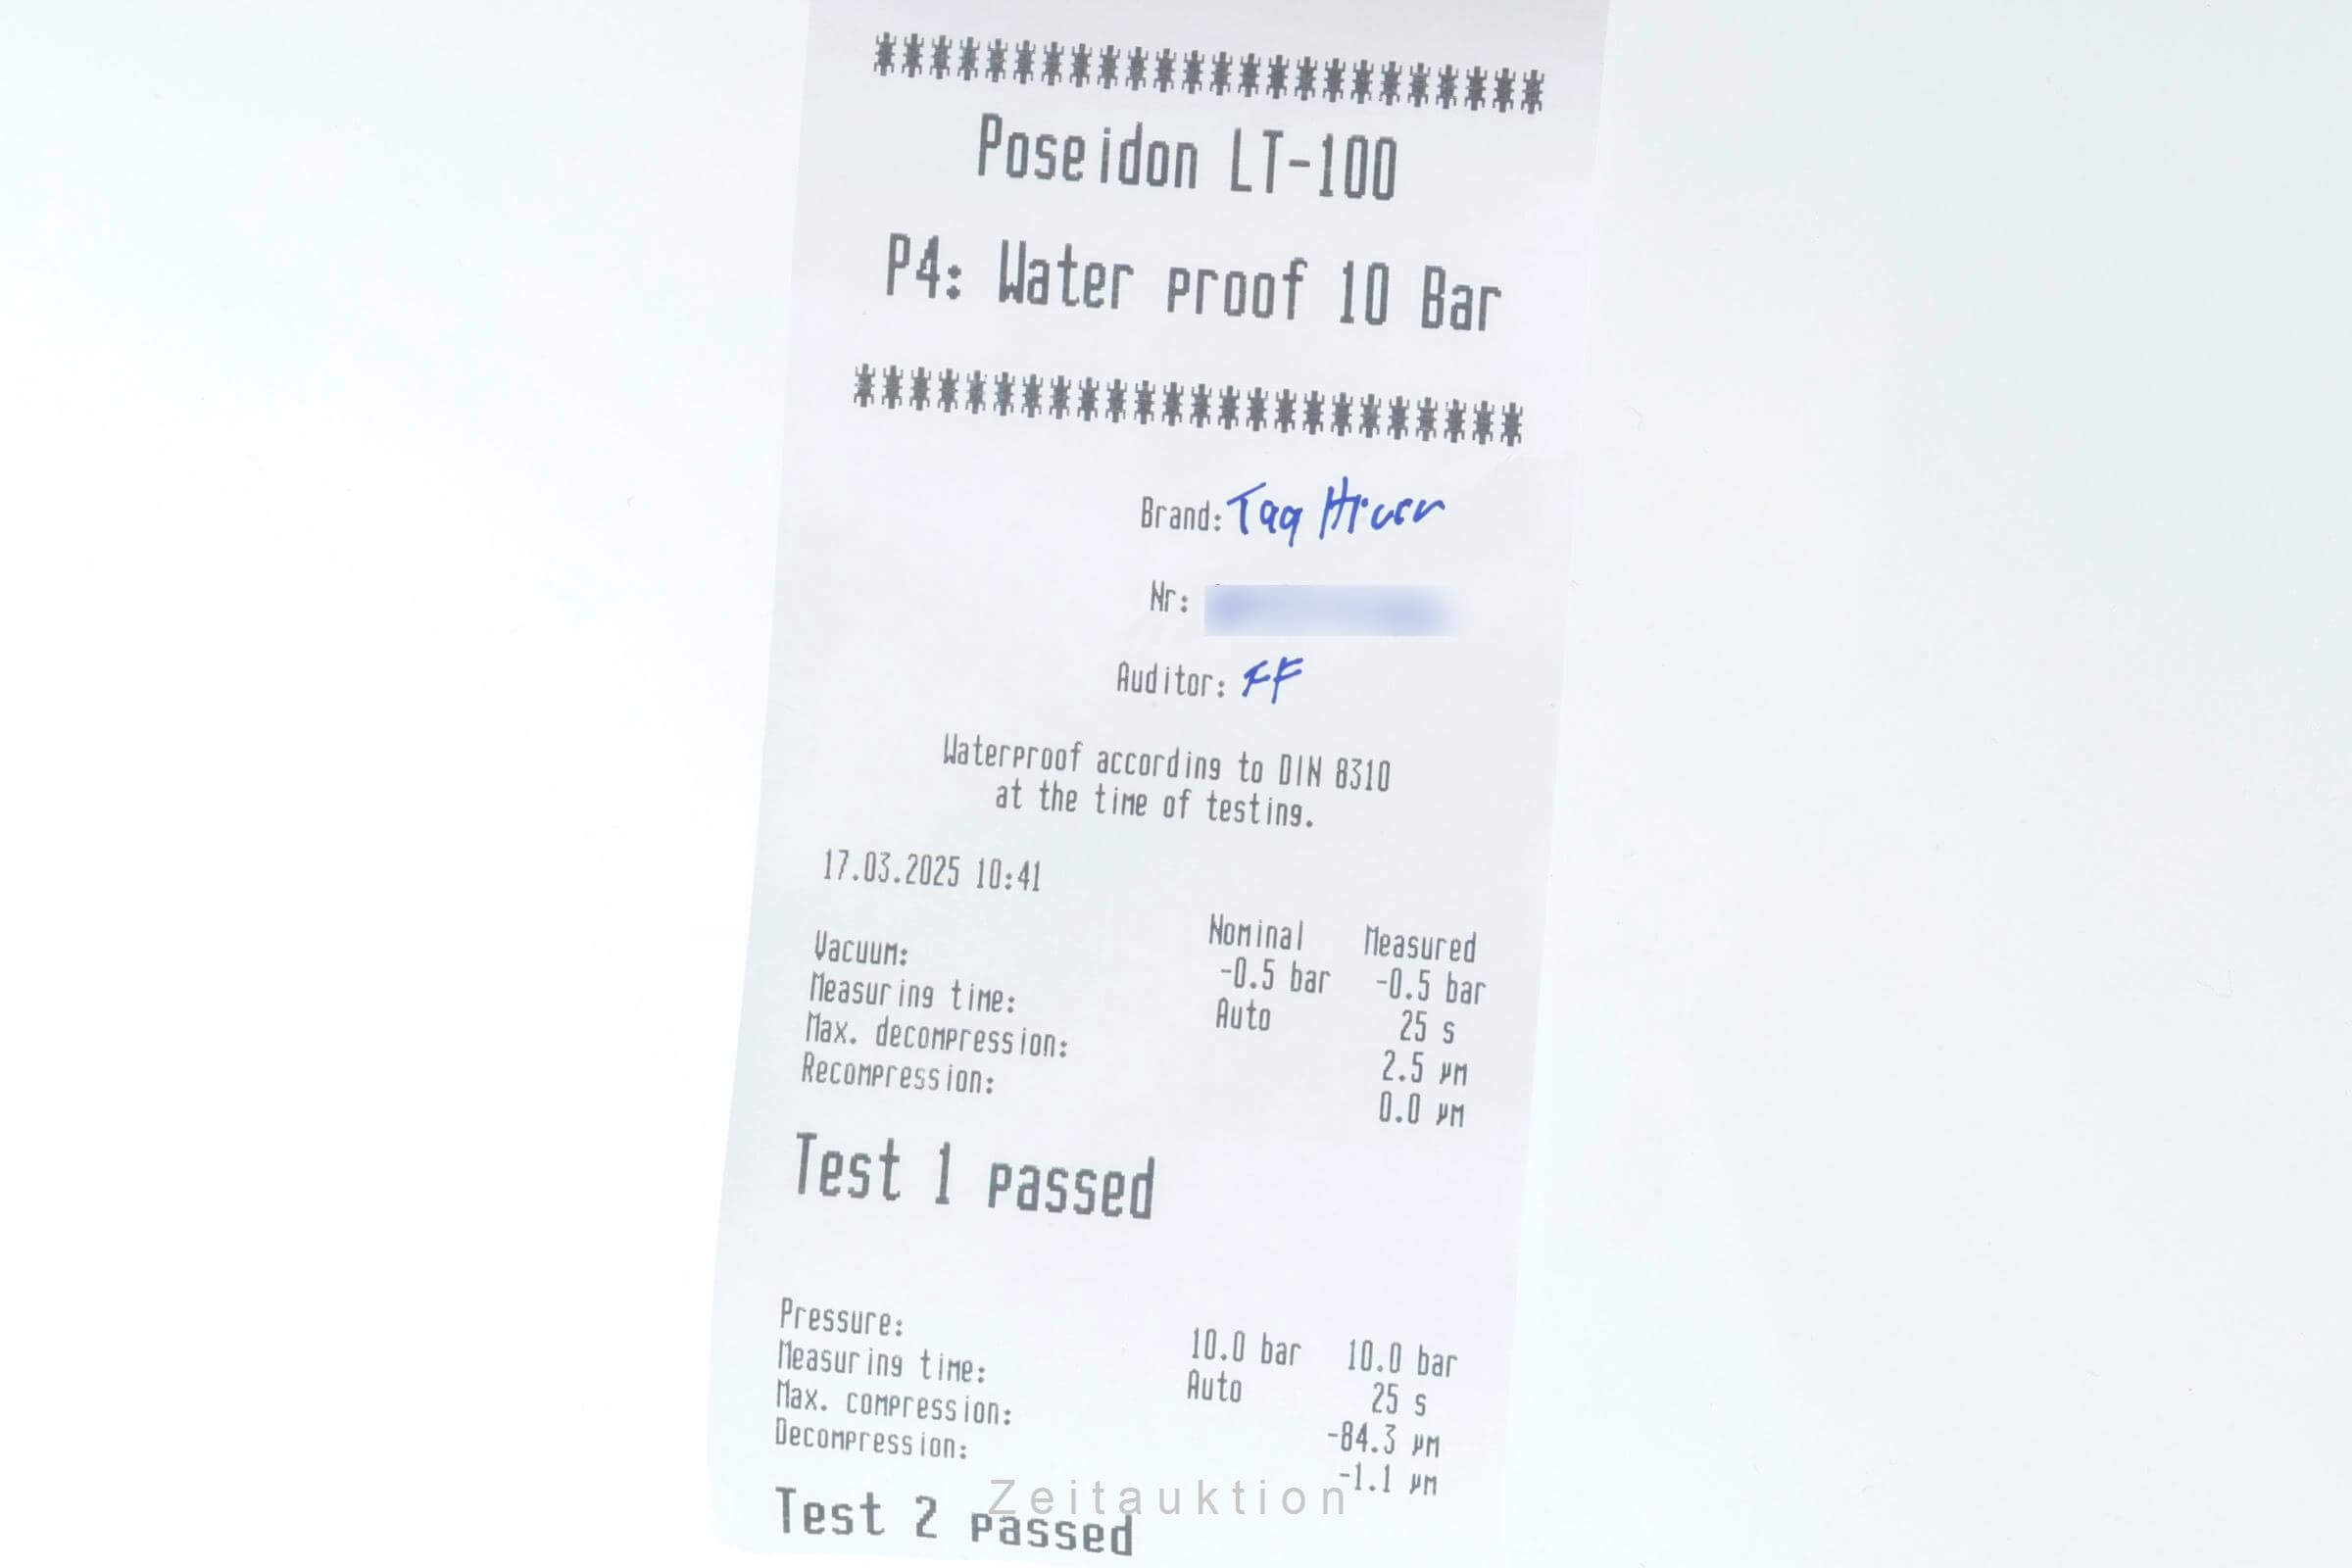 ************************
Poseidon LT-100
P4: Water proof 10 Bar
************************
Brand: Tag Heuer
Nr:
Auditor: FF
Waterproof according to DIN 8310
at the time of testing.
17.03.2025 10:41
Nominal Measured
Vacuum: -0.5 bar -0.5 bar
Measuring time: Auto 25 s
Max. decompression: 2.5 µm
Recompression: 0.0 µm
Test 1 passed
Pressure: 10.0 bar 10.0 bar
Measuring time: Auto 25 s
Max. compression: -84.3 µm
Decompression: -1.1 µm
Test 2 passed
Zeitauktion